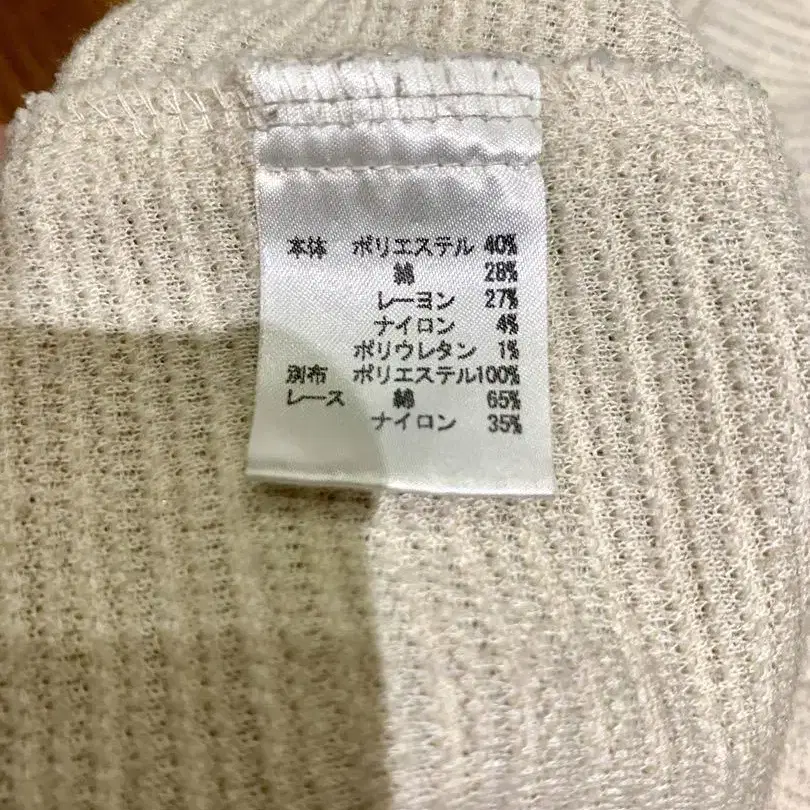 本体 ポリエステル 40%
綿 28%
レーヨン 27%
ナイロン 4%
ポリウレタン 1%
別布 ポリエステル100%
レース 綿 65%
ナイロン 35%